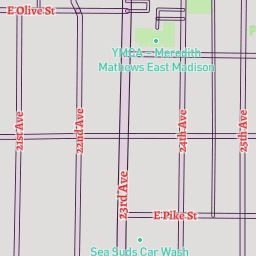 E Olive St
YMCA - Meredith
Mathews East Madison
21st Ave
22nd Ave
23rd Ave
24th Ave
25th Ave
E Pike St
Sea Suds Car Wash